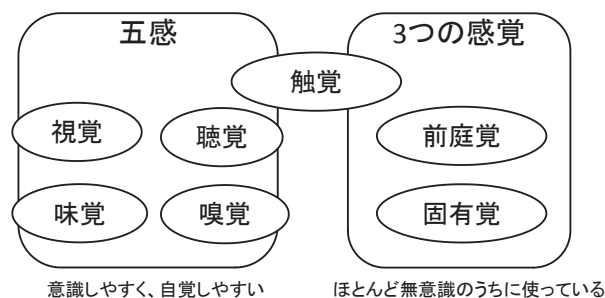 五感
3つの感覚
触覚
視覚
聴覚
前庭覚
味覚
嗅覚
固有覚
意識しやすく、自覚しやすい
ほとんど無意識のうちに使っている